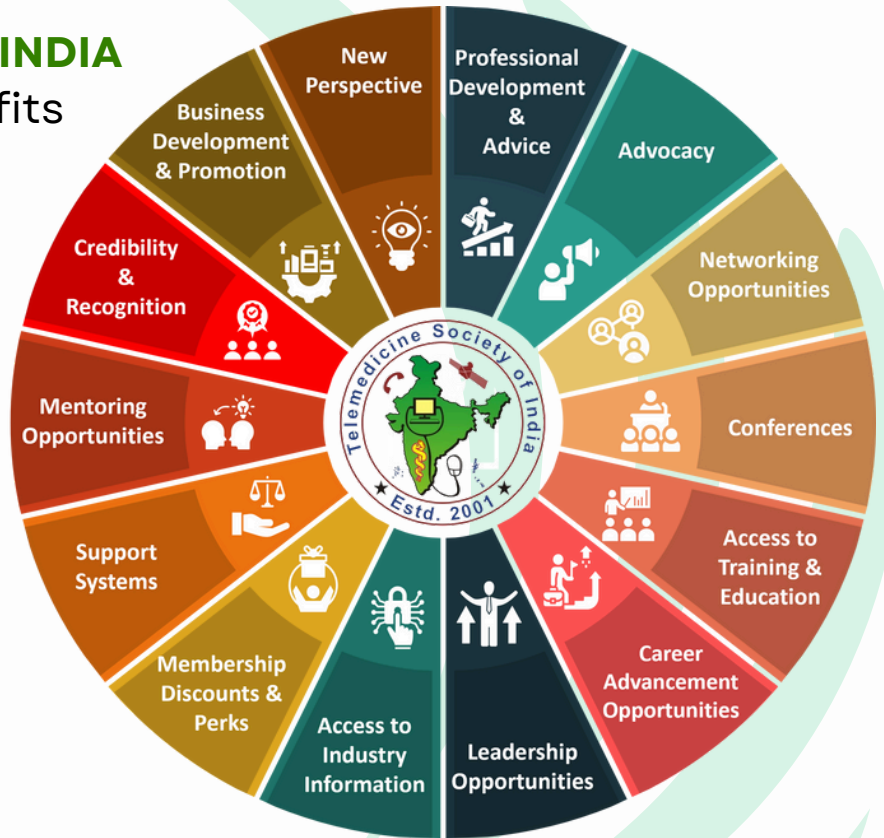 INDIA
fits
New
Perspective
Professional
Development
&
Advice
Advocacy
Networking
Opportunities
Conferences
Access to
Training &
Education
Career
Advancement
Opportunities
Leadership
Opportunities
Access to
Industry
Information
Membership
Discounts &
Perks
Support
Systems
Mentoring
Opportunities
Credibility
&
Recognition
Business
Development
& Promotion
Telemedicine Society of India
Estd. 2001